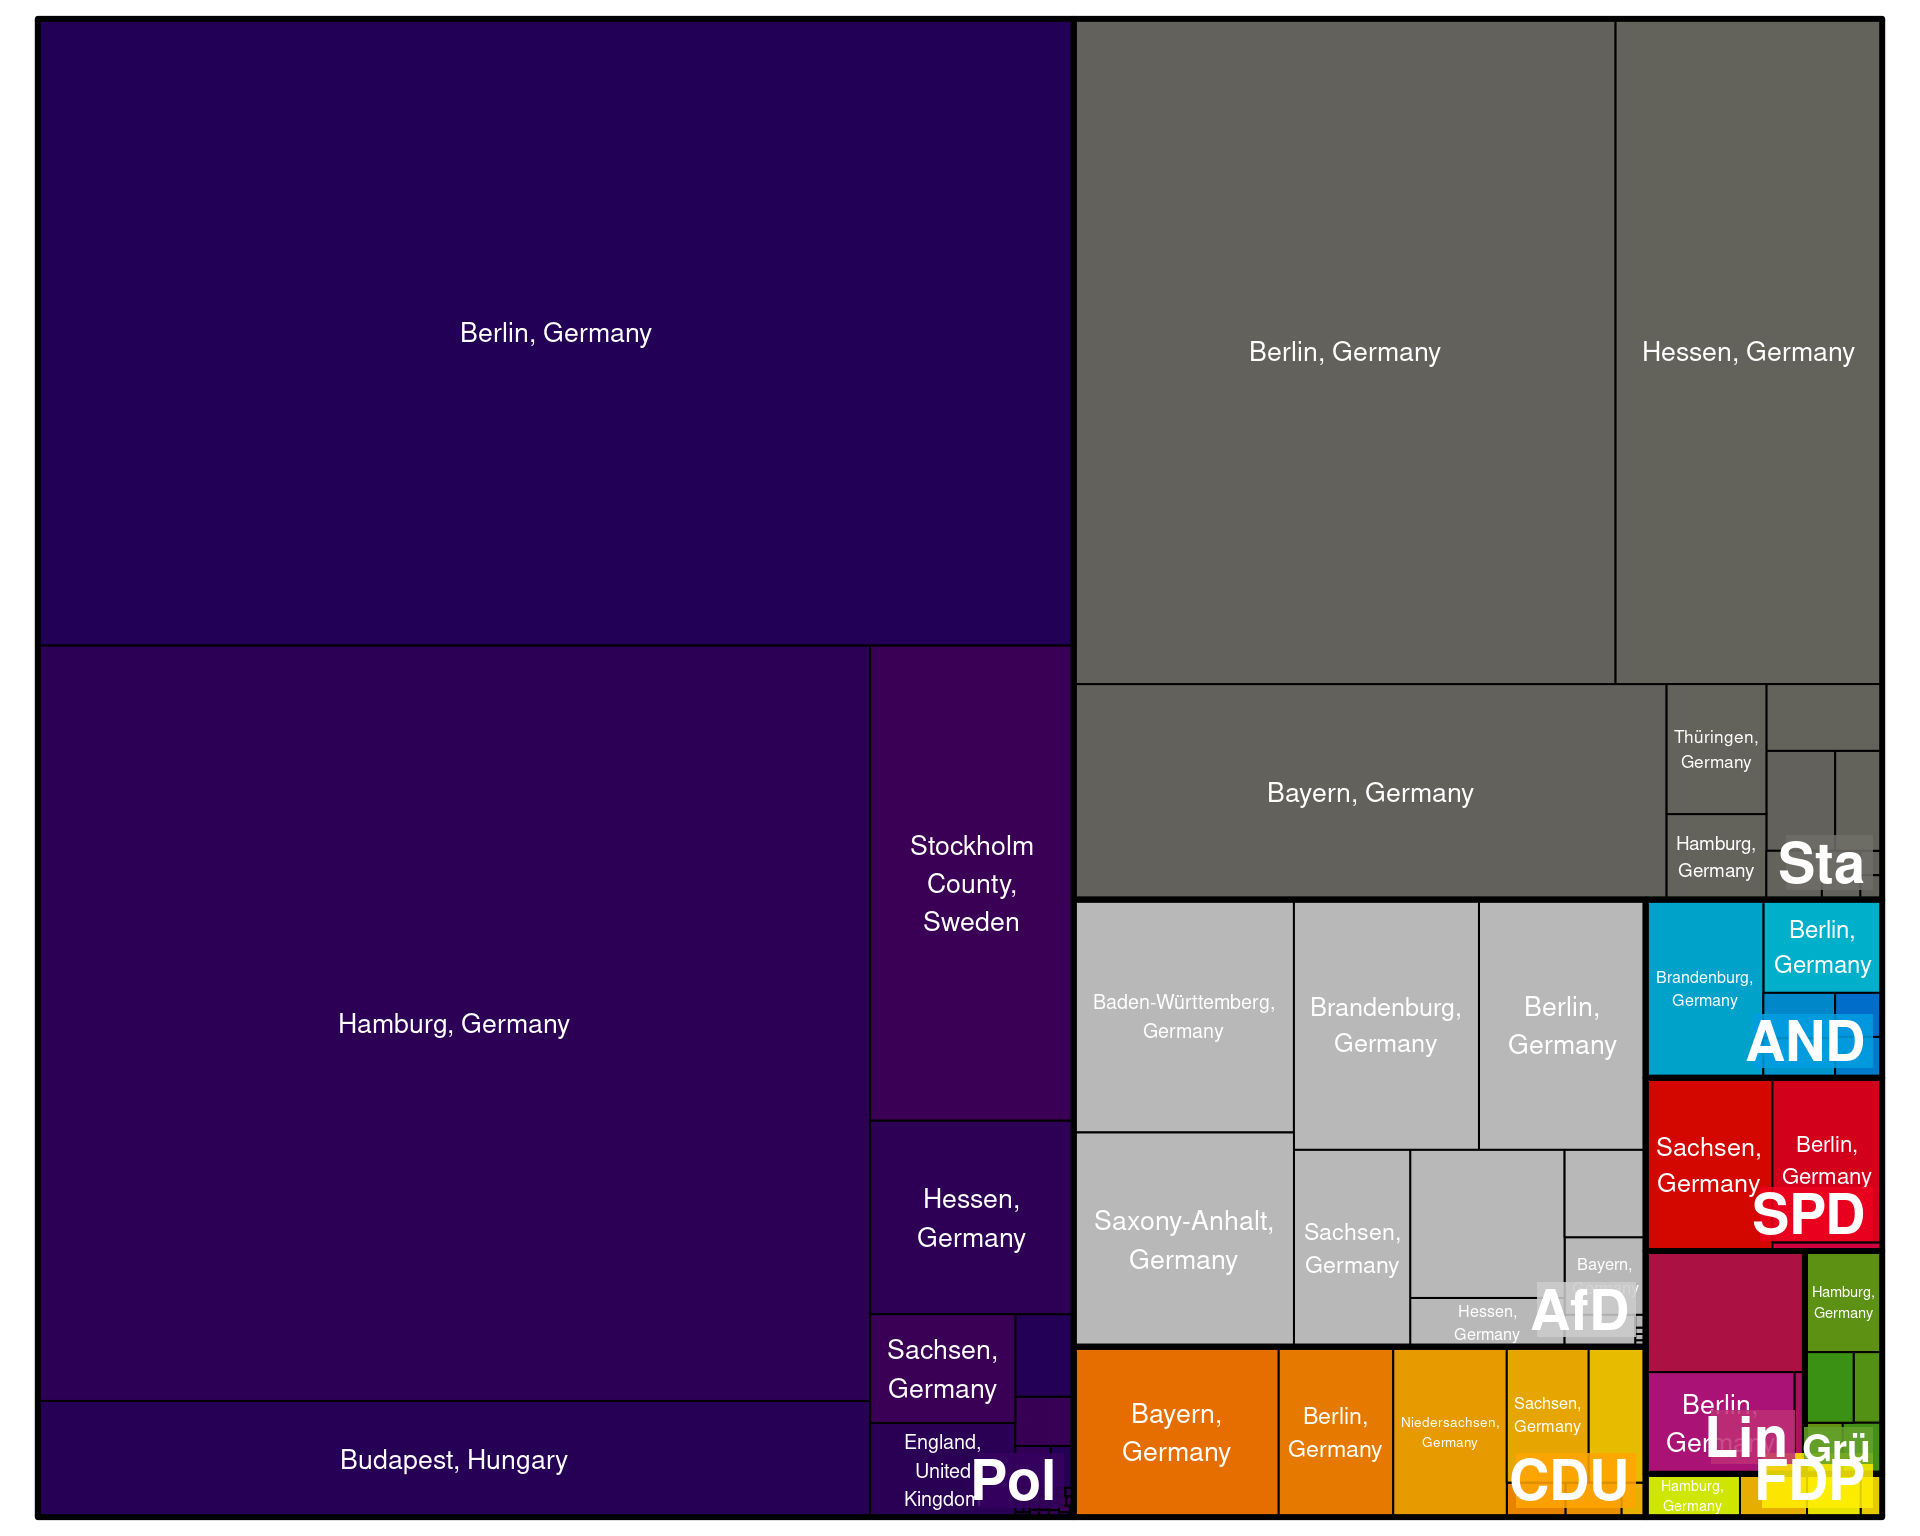 Berlin, Germany
Hamburg, Germany
Stockholm
County,
Sweden
Hessen,
Germany
Sachsen,
Germany
Budapest, Hungary
England,
United
Kingdom
Pol
Berlin, Germany
Hessen, Germany
Bayern, Germany
Thüringen,
Germany
Hamburg,
Germany
Sta
Baden-Württemberg,
Germany
Brandenburg,
Germany
Berlin,
Germany
Saxony-Anhalt,
Germany
Sachsen,
Germany
Bayern,
Germany
Hessen,
Germany
AfD
Brandenburg,
Germany
Berlin,
Germany
AND
Sachsen,
Germany
Berlin,
Germany
SPD
Bayern,
Germany
Berlin,
Germany
Niedersachsen,
Germany
Sachsen,
Germany
CDU
Berlin,
Germany
Lin
Hamburg,
Germany
Grü
Hamburg,
Germany
FDP